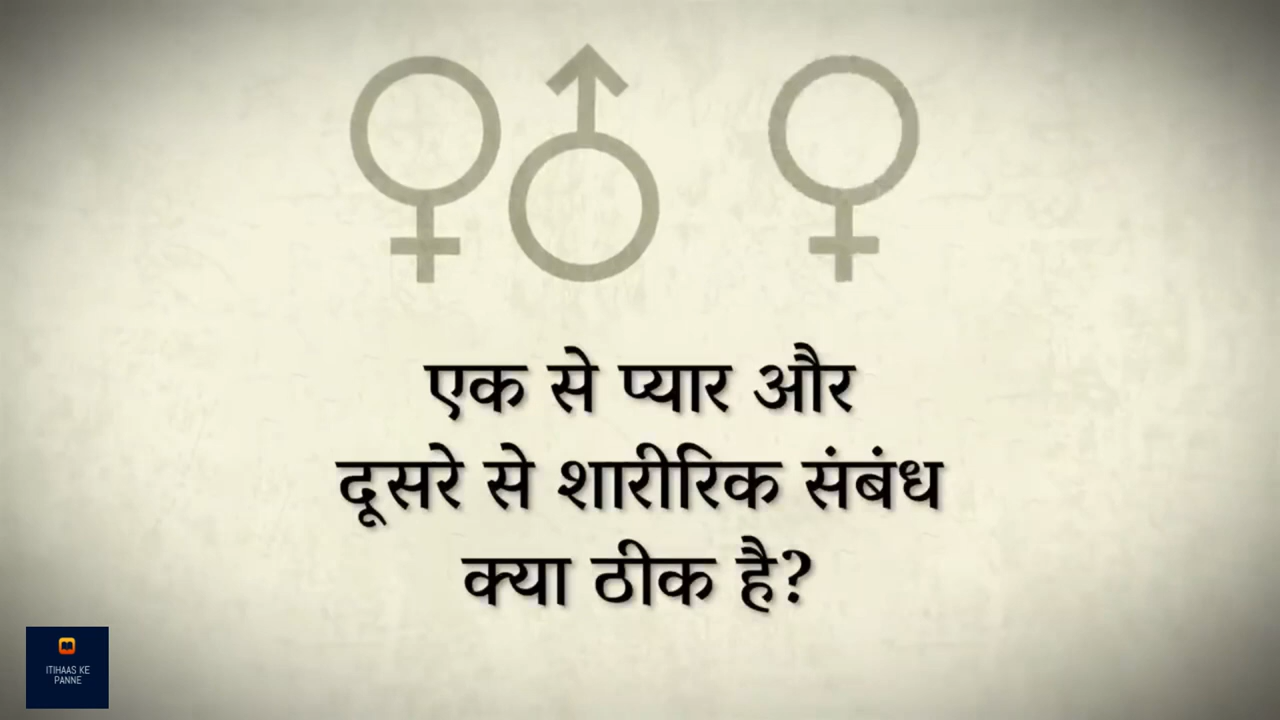 एक से प्यार और
दूसरे से शारीरिक संबंध
क्या ठीक है?
ITIHAAS KE
PANNE